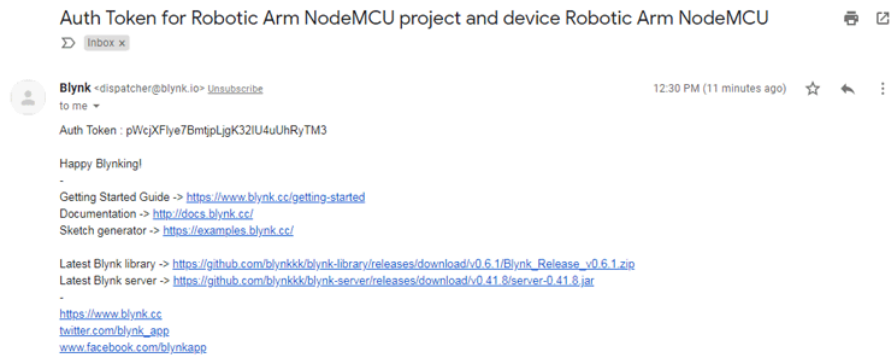 Auth Token for Robotic Arm NodeMCU project and device Robotic Arm NodeMCU
Inbox x
Blynk <dispatcher@blynk.io> Unsubscribe
12:30 PM (11 minutes ago)
to me
Auth Token : pWcjXFlye7BmtjpLjgK32IU4uUhRyTM3
Happy Blynking!
-
Getting Started Guide -> https://www.blynk.cc/getting-started
Documentation -> http://docs.blynk.cc/
Sketch generator -> https://examples.blynk.cc/
Latest Blynk library -> https://github.com/blynkkk/blynk-library/releases/download/v0.6.1/Blynk_Release_v0.6.1.zip
Latest Blynk server -> https://github.com/blynkkk/blynk-server/releases/download/v0.41.8/server-0.41.8.jar
-
https://www.blynk.cc
twitter.com/blynk_app
www.facebook.com/blynkapp